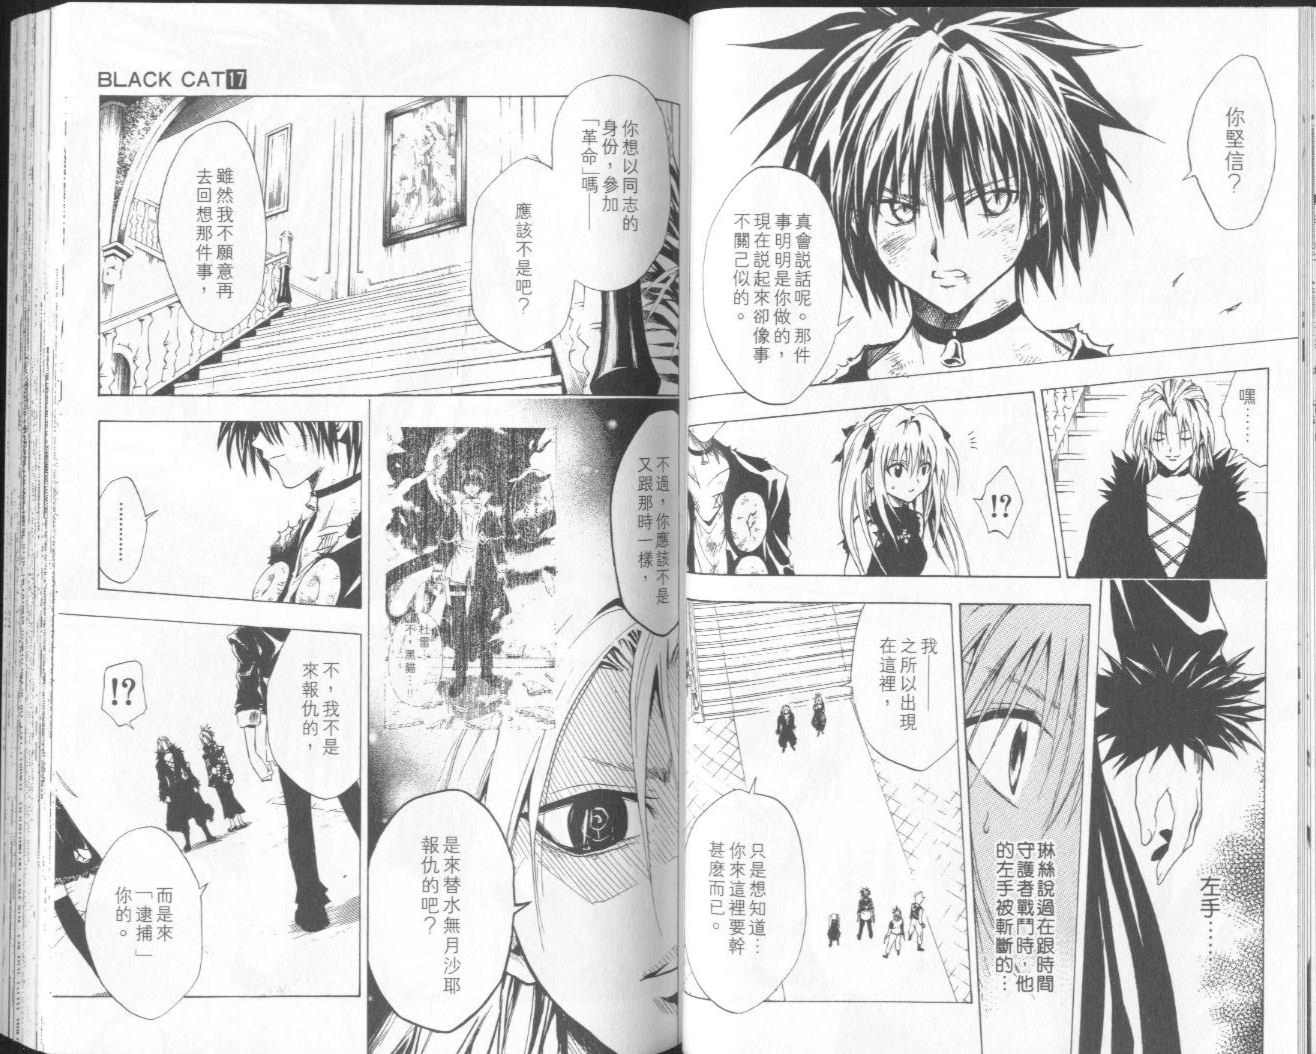 你堅信？
真會説話呢。那件
事明明是你做的，
現在説起來卻像事
不關己似的。
嘿……
!?
左手……
琳絲說過在跟時間
守護者戰鬥時，他
的左手被斬斷的…
我——
之所以出現
在這裡，
只是想知道…
你來這裡要幹
甚麼而已。
BLACK CAT 17
你想以同志的
身份，參加
「革命」嗎——
應該不是吧？
雖然我不願意再
去回想那件事，
不過，你應該不是
又跟那時一樣，
杜雷
不，黑貓
是來替水無月沙耶
報仇的吧？
………
不，我不是
來報仇的，
!?
而是來
「逮捕」
你的。